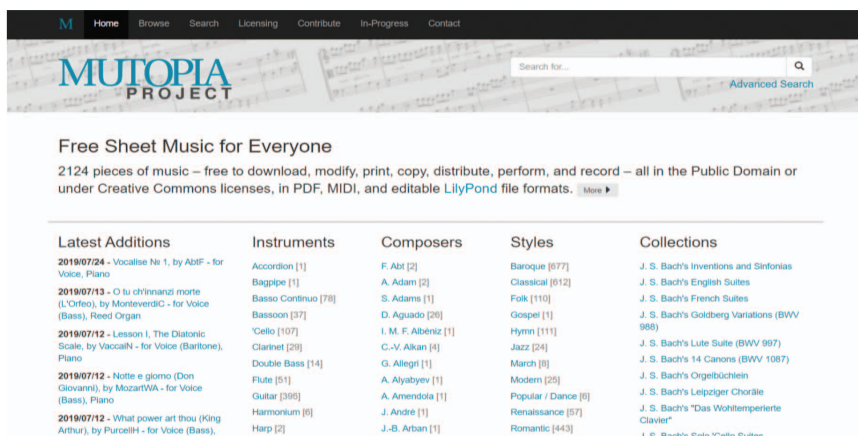 M Home Browse Search Licensing Contribute In-Progress Contact
MUTOPIA
PROJECT
Search for...
Advanced Search
Free Sheet Music for Everyone
2124 pieces of music – free to download, modify, print, copy, distribute, perform, and record – all in the Public Domain or
under Creative Commons licenses, in PDF, MIDI, and editable LilyPond file formats. More
Latest Additions
2019/07/24 - Vocalise № 1, by AbtF - for
Voice, Piano
2019/07/13 - O tu ch'innanzi morte
(L'Orfeo), by MonteverdiC - for Voice
(Bass), Reed Organ
2019/07/12 - Lesson I, The Diatonic
Scale, by VaccaiN - for Voice (Baritone),
Piano
2019/07/12 - Notte e giorno (Don
Giovanni), by MozartWA - for Voice
(Bass), Piano
2019/07/12 - What power art thou (King
Arthur), by PurcellH - for Voice (Bass),
Instruments
Accordion [1]
Bagpipe [1]
Basso Continuo [78]
Bassoon [37]
'Cello [107]
Clarinet [29]
Double Bass [14]
Flute [51]
Guitar [395]
Harmonium [6]
Harp [2]
Composers
F. Abt [2]
A. Adam [2]
S. Adams [1]
D. Aguado [26]
I. M. F. Albéniz [1]
C.-V. Alkan [4]
G. Allegri [1]
A. Alyabyev [1]
A. Amendola [1]
J. André [1]
J.-B. Arban [1]
Styles
Baroque [677]
Classical [612]
Folk [110]
Gospel [1]
Hymn [111]
Jazz [24]
March [8]
Modern [25]
Popular / Dance [6]
Renaissance [57]
Romantic [443]
Collections
J. S. Bach's Inventions and Sinfonias
J. S. Bach's English Suites
J. S. Bach's French Suites
J. S. Bach's Goldberg Variations (BWV
988)
J. S. Bach's Lute Suite (BWV 997)
J. S. Bach's 14 Canons (BWV 1087)
J. S. Bach's Orgelbüchlein
J. S. Bach's Leipziger Choräle
J. S. Bach's "Das Wohltemperierte
Clavier"
J. S. Bach's Solo 'Cello Suites